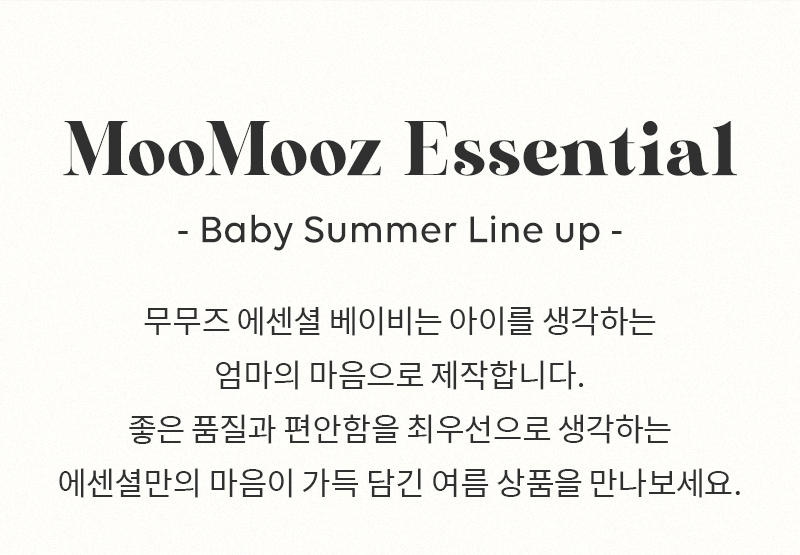 MooMooz Essential
- Baby Summer Line up -
무무즈 에센셜 베이비는 아이를 생각하는
엄마의 마음으로 제작합니다.
좋은 품질과 편안함을 최우선으로 생각하는
에센셜만의 마음이 가득 담긴 여름 상품을 만나보세요.